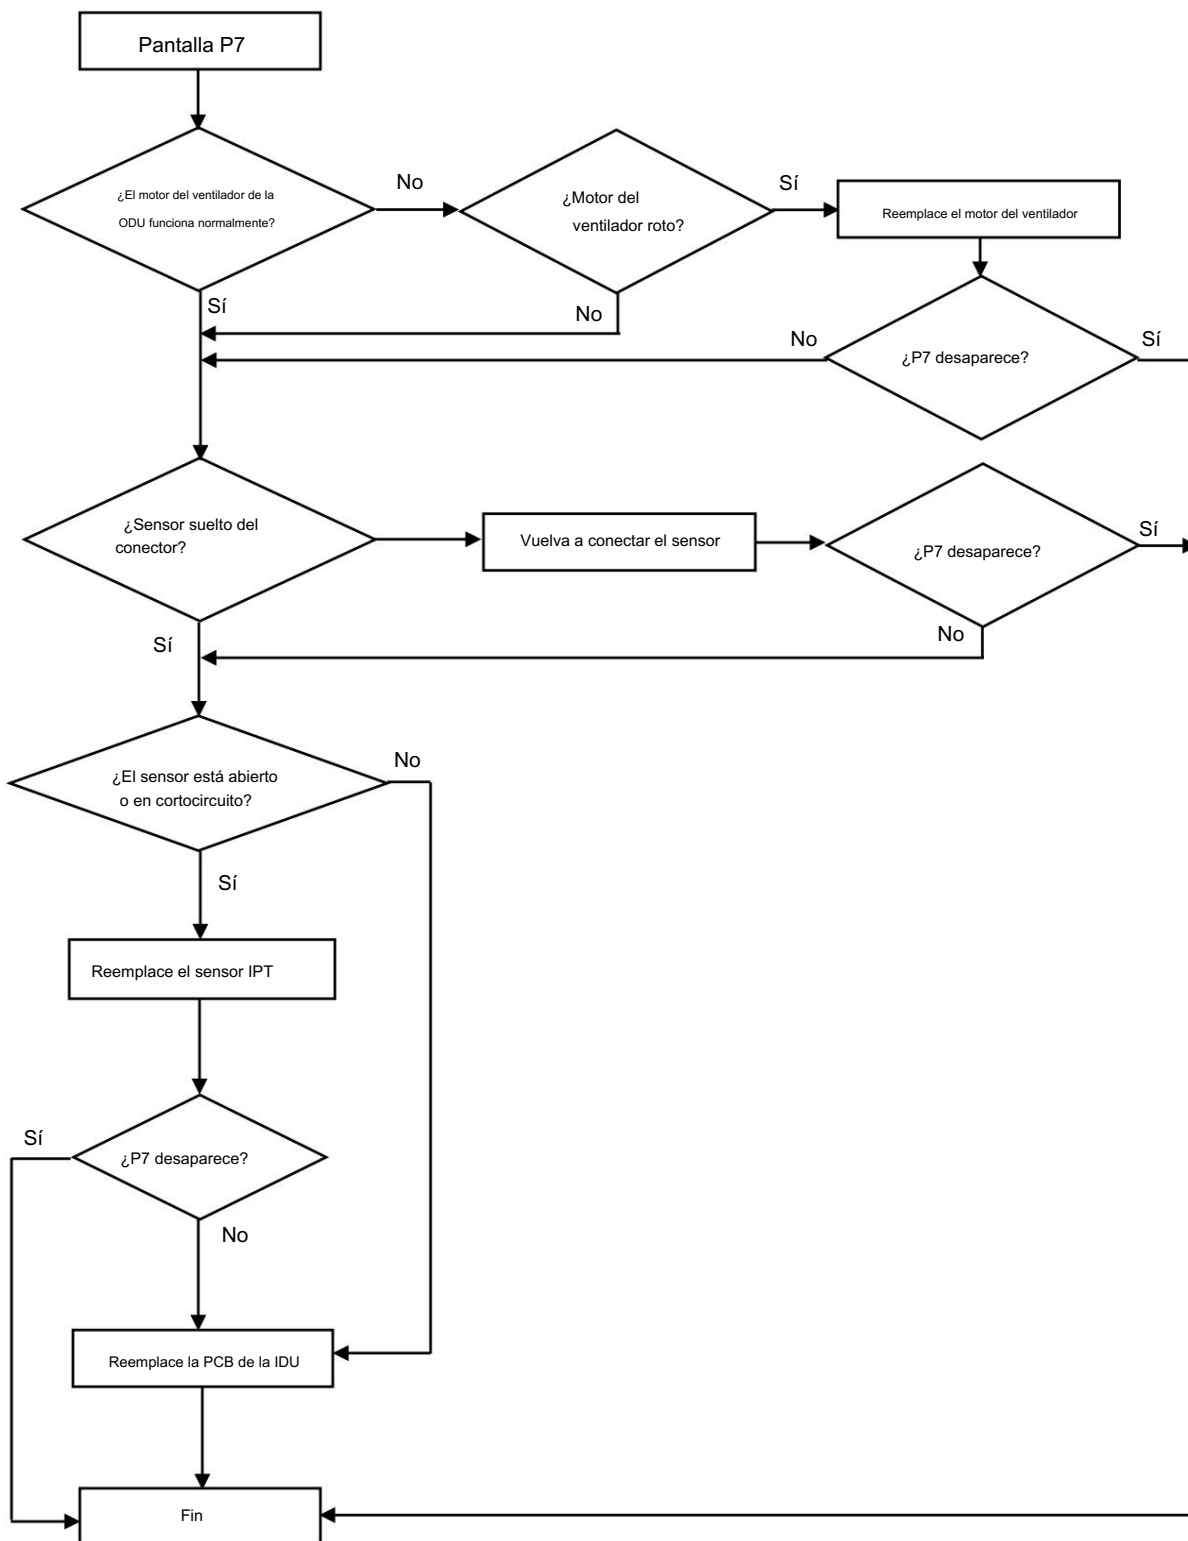 Pantalla P7
¿El motor del ventilador de la
ODU funciona normalmente?
No
¿Motor del
ventilador roto?
Sí
Reemplace el motor del ventilador
Sí
No
No
¿P7 desaparece?
Sí
¿Sensor suelto del
conector?
Vuelva a conectar el sensor
¿P7 desaparece?
Sí
Sí
No
¿El sensor está abierto
o en cortocircuito?
No
Sí
Reemplace el sensor IPT
Sí
¿P7 desaparece?
No
Reemplace la PCB de la IDU
Fin